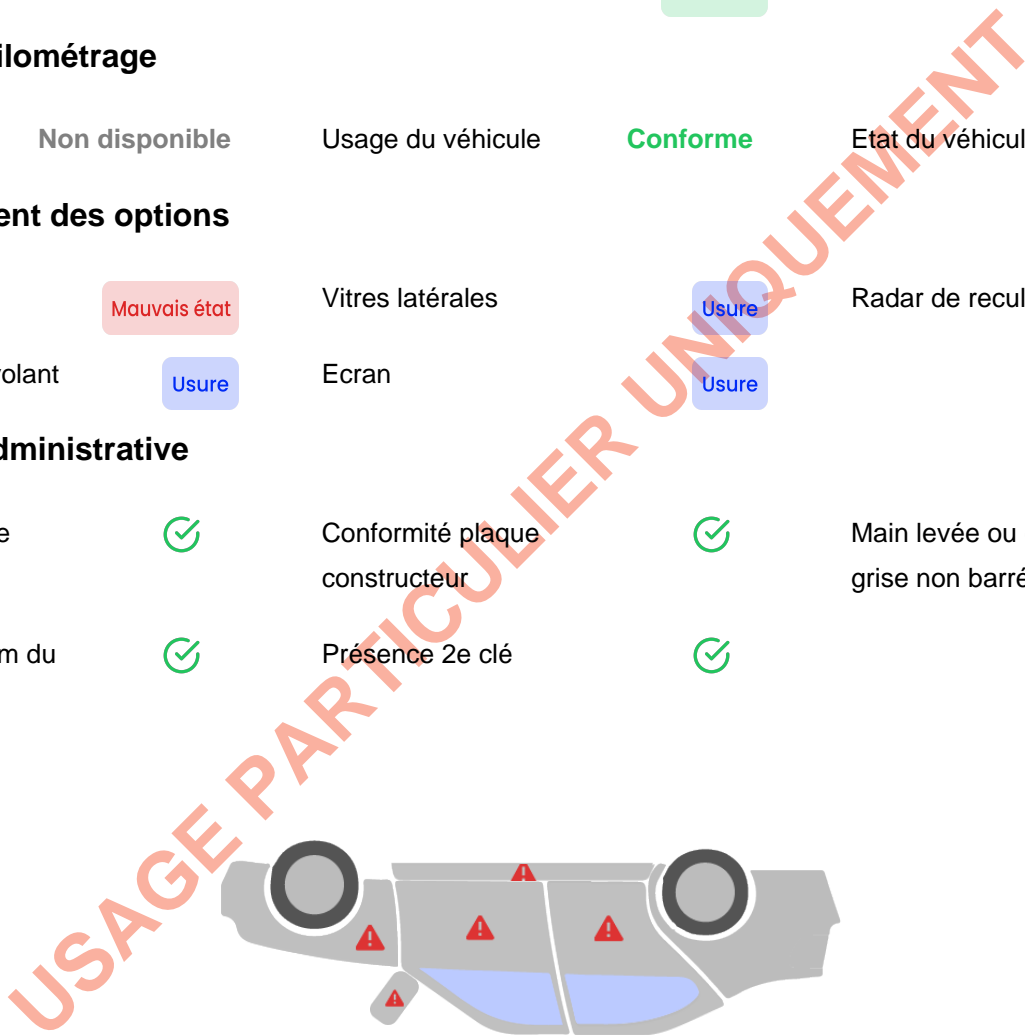 ilométrage
Non disponible Usage du véhicule Conforme Etat du véhicul
ent des options
Mauvais état Vitres latérales Usure Radar de recul
olant Usure Ecran Usure
dministrative
e Conformité plaque Main levée ou
constructeur grise non barré
m du Présence 2e clé
USAGE PARTICULIER UNIQUEMENT